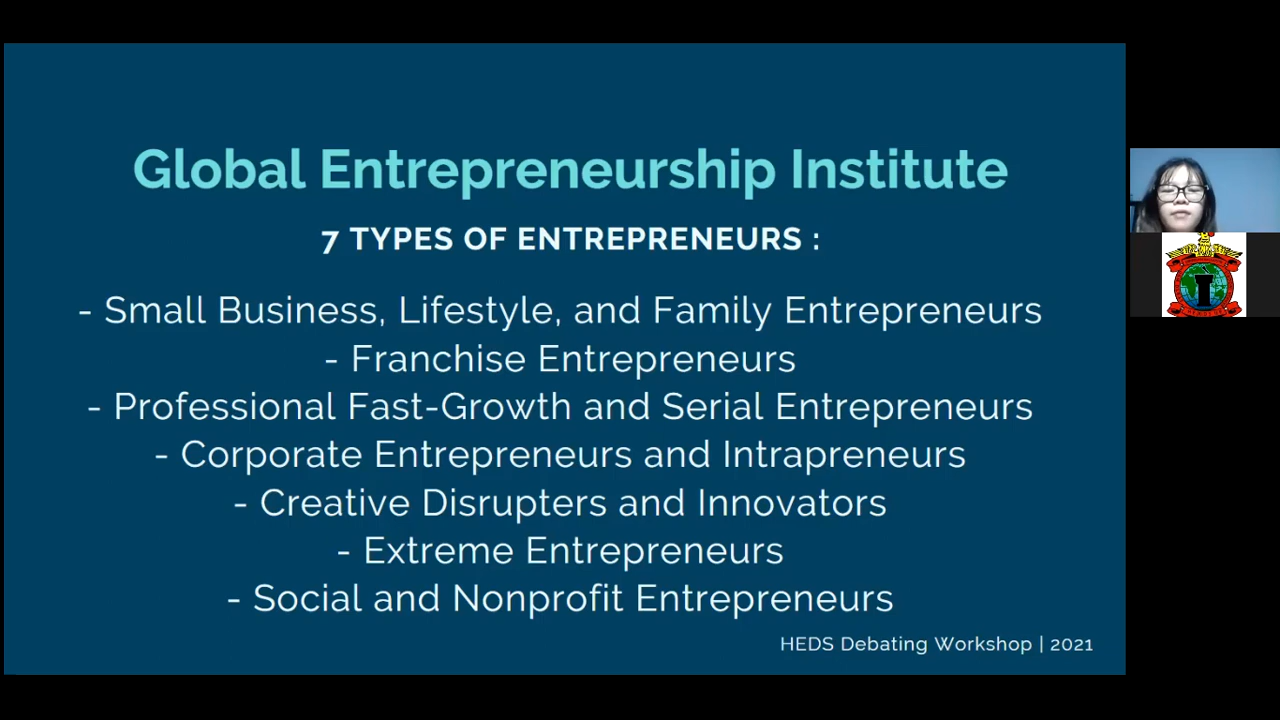 Global Entrepreneurship Institute
7 TYPES OF ENTREPRENEURS :
- Small Business, Lifestyle, and Family Entrepreneurs
- Franchise Entrepreneurs
- Professional Fast-Growth and Serial Entrepreneurs
- Corporate Entrepreneurs and Intrapreneurs
- Creative Disrupters and Innovators
- Extreme Entrepreneurs
- Social and Nonprofit Entrepreneurs
HEDS Debating Workshop | 2021